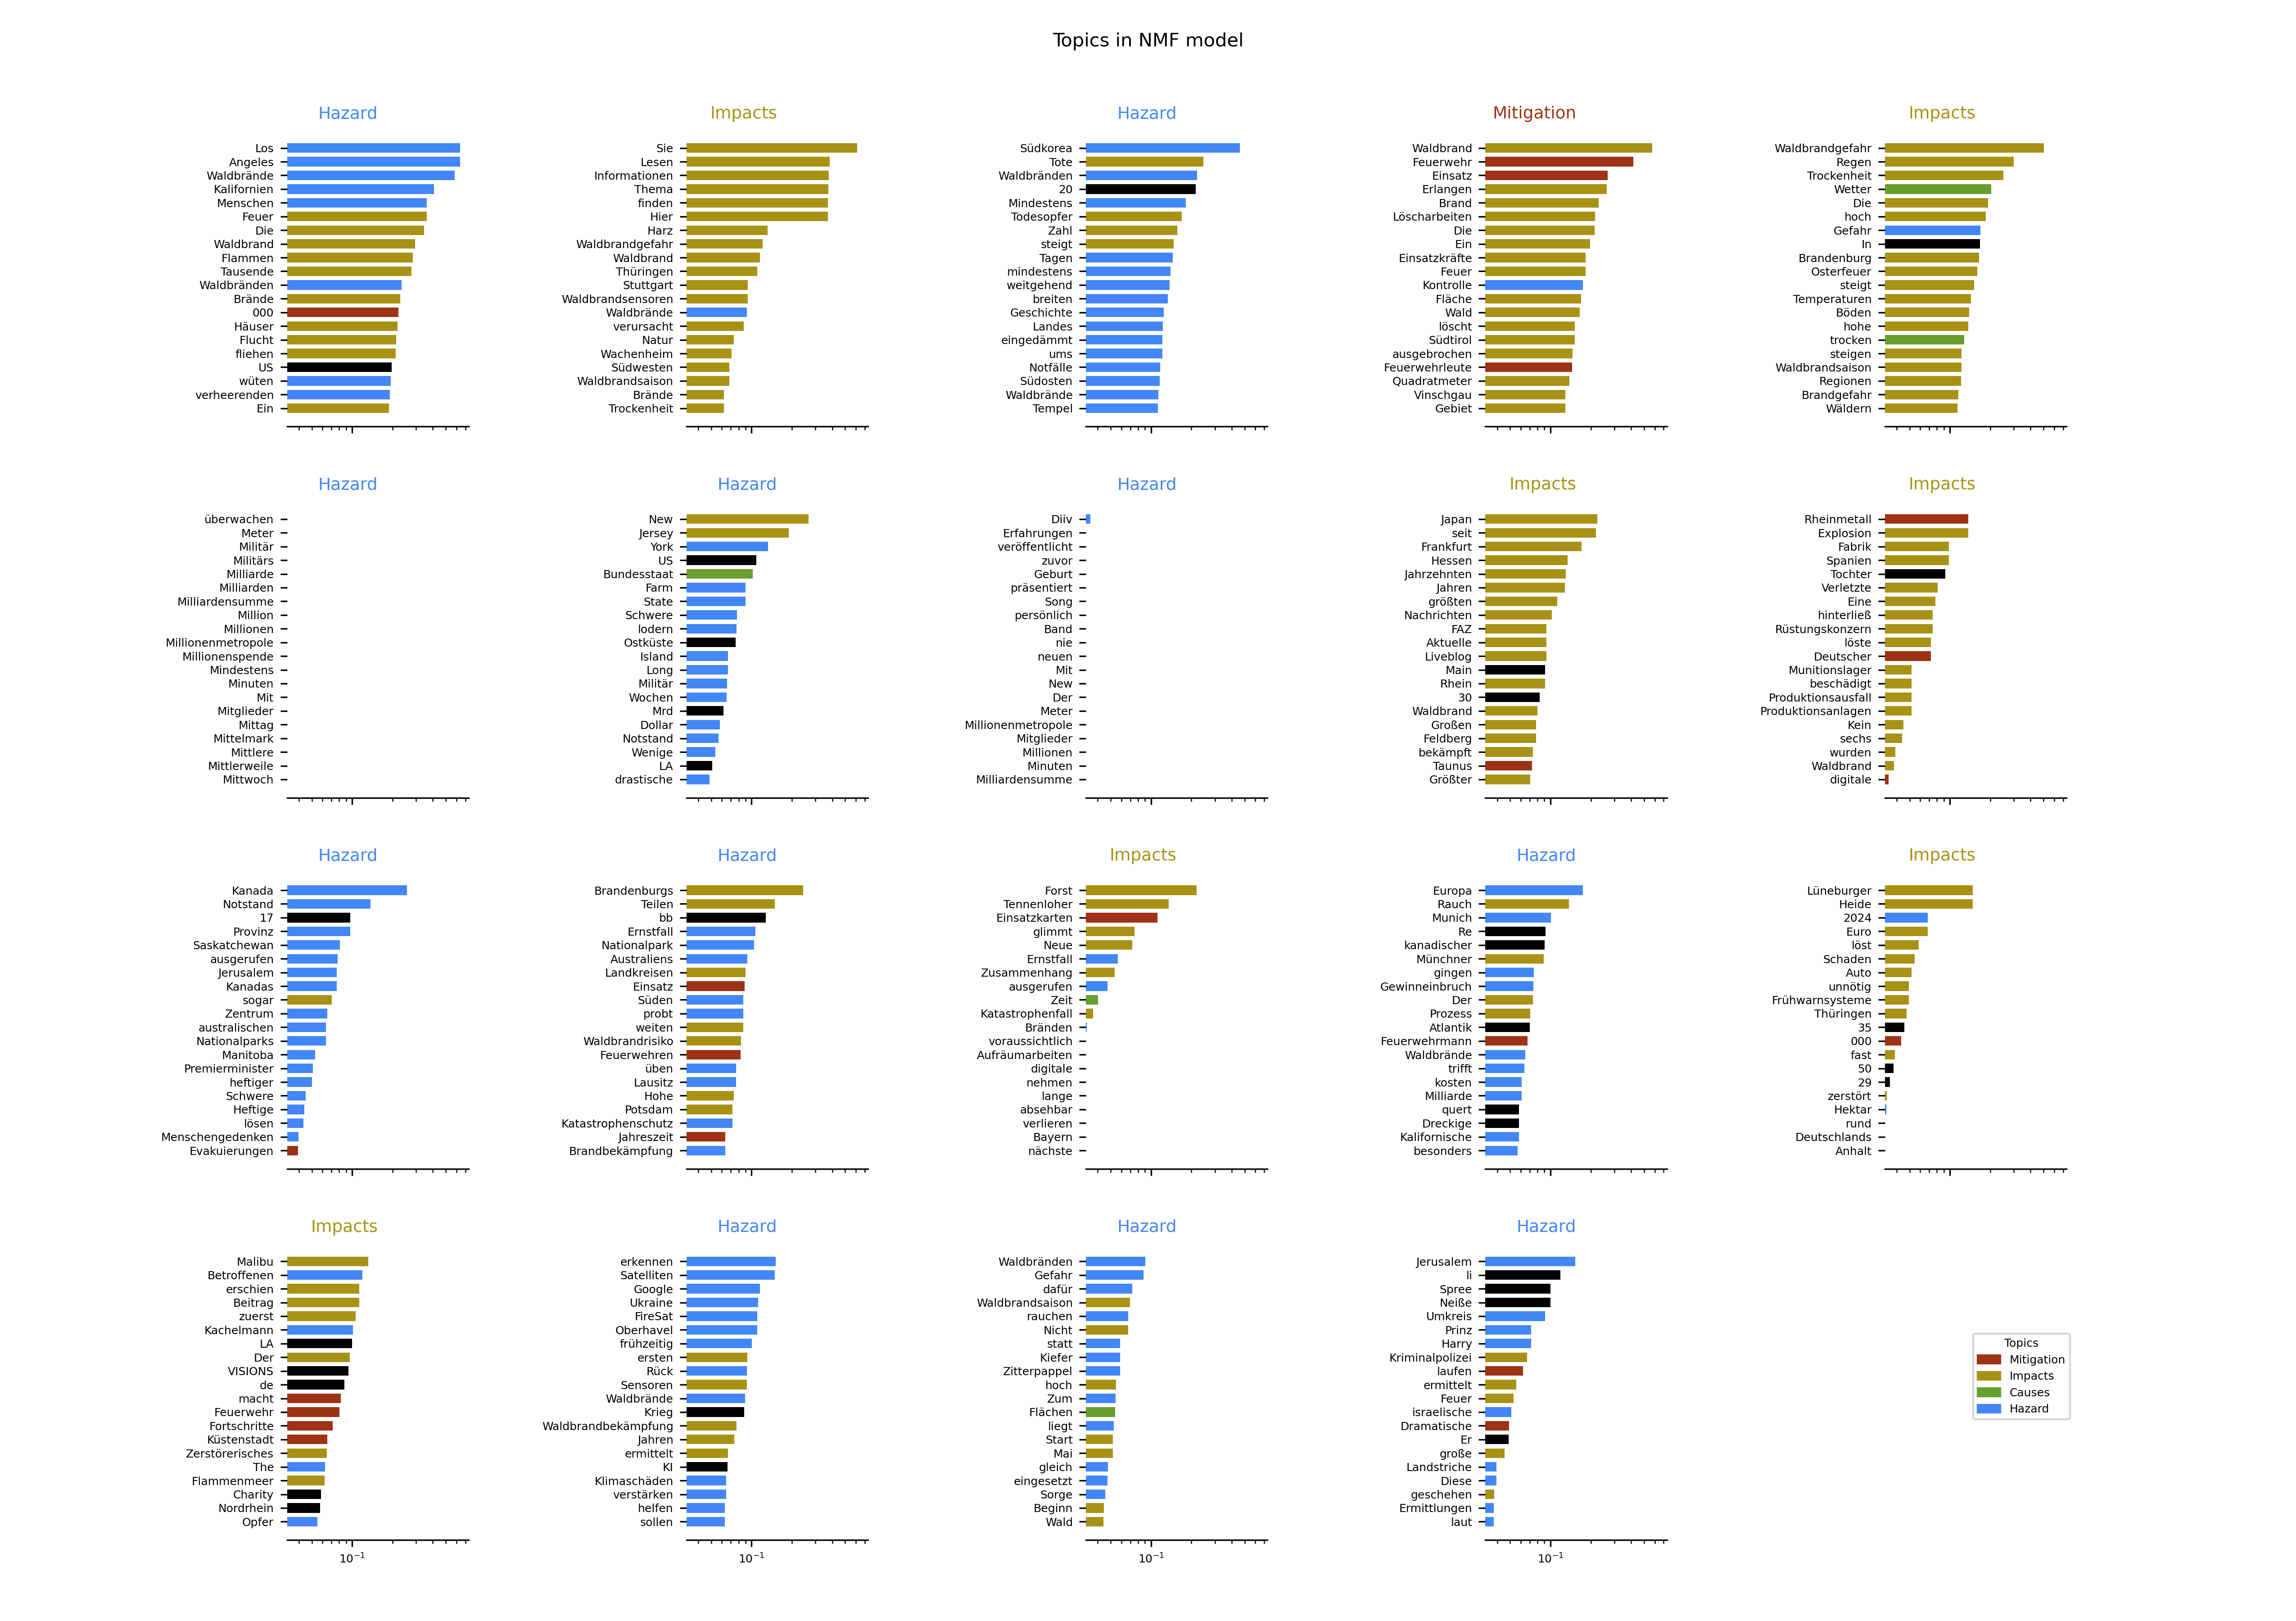 Topics in NMF model
Hazard
Los
Angeles
Waldbrände
Kalifornien
Menschen
Feuer
Die
Waldbrand
Flammen
Tausende
Waldbränden
Brände
000
Häuser
Flucht
fliehen
US
wüten
verheerenden
Ein
Impacts
Sie
Lesen
Informationen
Thema
finden
Hier
Harz
Waldbrandgefahr
Waldbrand
Thüringen
Stuttgart
Waldbrandsensoren
Waldbrände
verursacht
Natur
Wachenheim
Südwesten
Waldbrandsaison
Brände
Trockenheit
Hazard
Südkorea
Tote
Waldbränden
20
Mindestens
Todesopfer
Zahl
steigt
Tagen
mindestens
weitgehend
breiten
Geschichte
Landes
eingedämmt
ums
Notfälle
Südosten
Waldbrände
Tempel
Mitigation
Waldbrand
Feuerwehr
Einsatz
Erlangen
Brand
Löscharbeiten
Die
Ein
Einsatzkräfte
Feuer
Kontrolle
Fläche
Wald
löscht
Südtirol
ausgebrochen
Feuerwehrleute
Quadratmeter
Vinschgau
Gebiet
Impacts
Waldbrandgefahr
Regen
Trockenheit
Wetter
Die
hoch
Gefahr
In
Brandenburg
Osterfeuer
steigt
Temperaturen
Böden
hohe
trocken
steigen
Waldbrandsaison
Regionen
Brandgefahr
Wäldern
Hazard
überwachen
Meter
Militär
Militärs
Milliarde
Milliarden
Milliardensumme
Million
Millionen
Millionenmetropole
Millionenspende
Mindestens
Minuten
Mit
Mitglieder
Mittag
Mittelmark
Mittlere
Mittlerweile
Mittwoch
Hazard
New
Jersey
York
US
Bundesstaat
Farm
State
Schwere
lodern
Ostküste
Island
Long
Militär
Wochen
Mrd
Dollar
Notstand
Wenige
LA
drastische
Hazard
Diiv
Erfahrungen
veröffentlicht
zuvor
Geburt
präsentiert
Song
persönlich
Band
nie
neuen
Mit
New
Der
Meter
Millionenmetropole
Mitglieder
Millionen
Minuten
Milliardensumme
Impacts
Japan
seit
Frankfurt
Hessen
Jahrzehnten
Jahren
größten
Nachrichten
FAZ
Aktuelle
Liveblog
Main
Rhein
30
Waldbrand
Großen
Feldberg
bekämpft
Taunus
Größter
Impacts
Rheinmetall
Explosion
Fabrik
Spanien
Tochter
Verletzte
Eine
hinterließ
Rüstungskonzern
löste
Deutscher
Munitionslager
beschädigt
Produktionsausfall
Produktionsanlagen
Kein
sechs
wurden
Waldbrand
digitale
Hazard
Kanada
Notstand
17
Provinz
Saskatchewan
ausgerufen
Jerusalem
Kanadas
sogar
Zentrum
australischen
Nationalparks
Manitoba
Premierminister
heftiger
Schwere
Heftige
lösen
Menschengedenken
Evakuierungen
Hazard
Brandenburgs
Teilen
bb
Ernstfall
Nationalpark
Australiens
Landkreisen
Einsatz
Süden
probt
weiten
Waldbrandrisiko
Feuerwehren
üben
Lausitz
Hohe
Potsdam
Katastrophenschutz
Jahreszeit
Brandbekämpfung
Impacts
Forst
Tennenloher
Einsatzkarten
glimmt
Neue
Ernstfall
Zusammenhang
ausgerufen
Zeit
Katastrophenfall
Bränden
voraussichtlich
Aufräumarbeiten
digitale
nehmen
lange
absehbar
verlieren
Bayern
nächste
Hazard
Europa
Rauch
Munich
Re
kanadischer
Münchner
gingen
Gewinneinbruch
Der
Prozess
Atlantik
Feuerwehrmann
Waldbrände
trifft
kosten
Milliarde
quert
Dreckige
Kalifornische
besonders
Impacts
Lüneburger
Heide
2024
Euro
löst
Schaden
Auto
unnötig
Frühwarnsysteme
Thüringen
35
000
fast
50
29
zerstört
Hektar
rund
Deutschlands
Anhalt
Impacts
Malibu
Betroffenen
erschien
Beitrag
zuerst
Kachelmann
LA
Der
VISIONS
de
macht
Feuerwehr
Fortschritte
Küstenstadt
Zerstörerisches
The
Flammenmeer
Charity
Nordrhein
Opfer
10⁻¹
Hazard
erkennen
Satelliten
Google
Ukraine
FireSat
Oberhavel
frühzeitig
ersten
Rück
Sensoren
Waldbrände
Krieg
Waldbrandbekämpfung
Jahren
ermittelt
KI
Klimaschäden
verstärken
helfen
sollen
10⁻¹
Hazard
Waldbränden
Gefahr
dafür
Waldbrandsaison
rauchen
Nicht
statt
Kiefer
Zitterpappel
hoch
Zum
Flächen
liegt
Start
Mai
gleich
eingesetzt
Sorge
Beginn
Wald
10⁻¹
Hazard
Jerusalem
li
Spree
Neiße
Umkreis
Prinz
Harry
Kriminalpolizei
laufen
ermittelt
Feuer
israelische
Dramatische
Er
große
Landstriche
Diese
geschehen
Ermittlungen
laut
10⁻¹
Topics
Mitigation
Impacts
Causes
Hazard